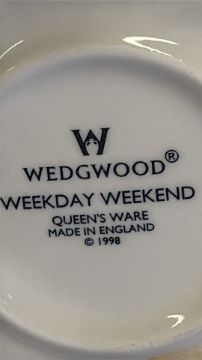 W
WEDGWOOD®
WEEKDAY WEEKEND
QUEEN'S WARE
MADE IN ENGLAND
© 1998